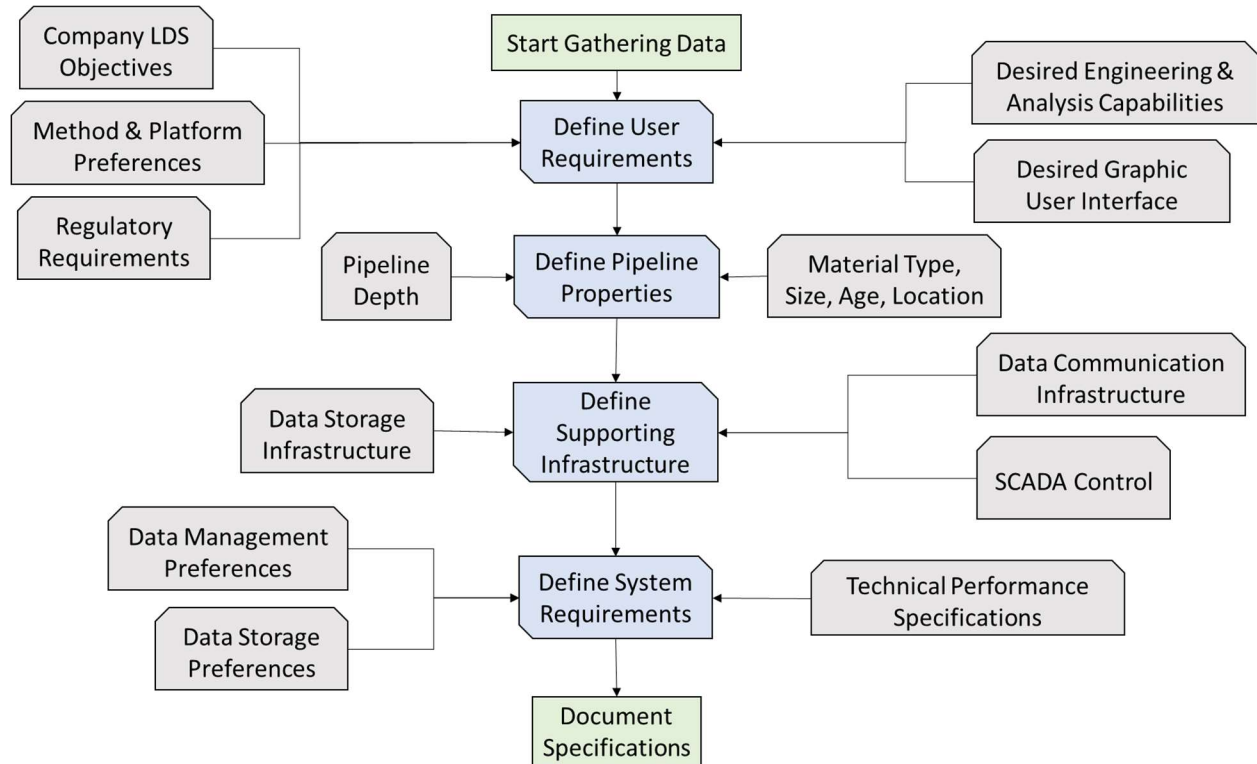 Company LDS
Objectives
Start Gathering Data
Desired Engineering &
Analysis Capabilities
Method & Platform
Preferences
Define User
Requirements
Desired Graphic
User Interface
Regulatory
Requirements
Pipeline
Depth
Define Pipeline
Properties
Material Type,
Size, Age, Location
Data Communication
Infrastructure
Data Storage
Infrastructure
Define
Supporting
Infrastructure
SCADA Control
Data Management
Preferences
Define System
Requirements
Technical Performance
Specifications
Data Storage
Preferences
Document
Specifications